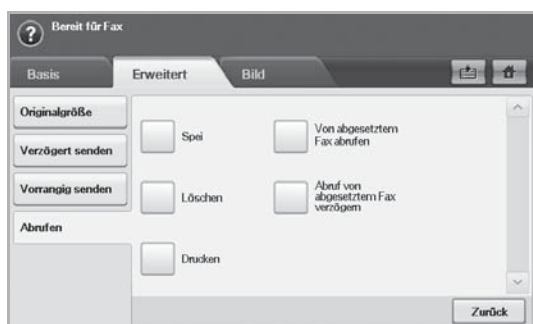 Bereit für Fax
Basis
Erweitert
Bild
Originalgröße
Verzögert senden
Vorrangig senden
Abrufen
Spei
Löschen
Drucken
Von abgesetztem
Fax abrufen
Abruf von
abgesetztem Fax
verzögern
Zurück